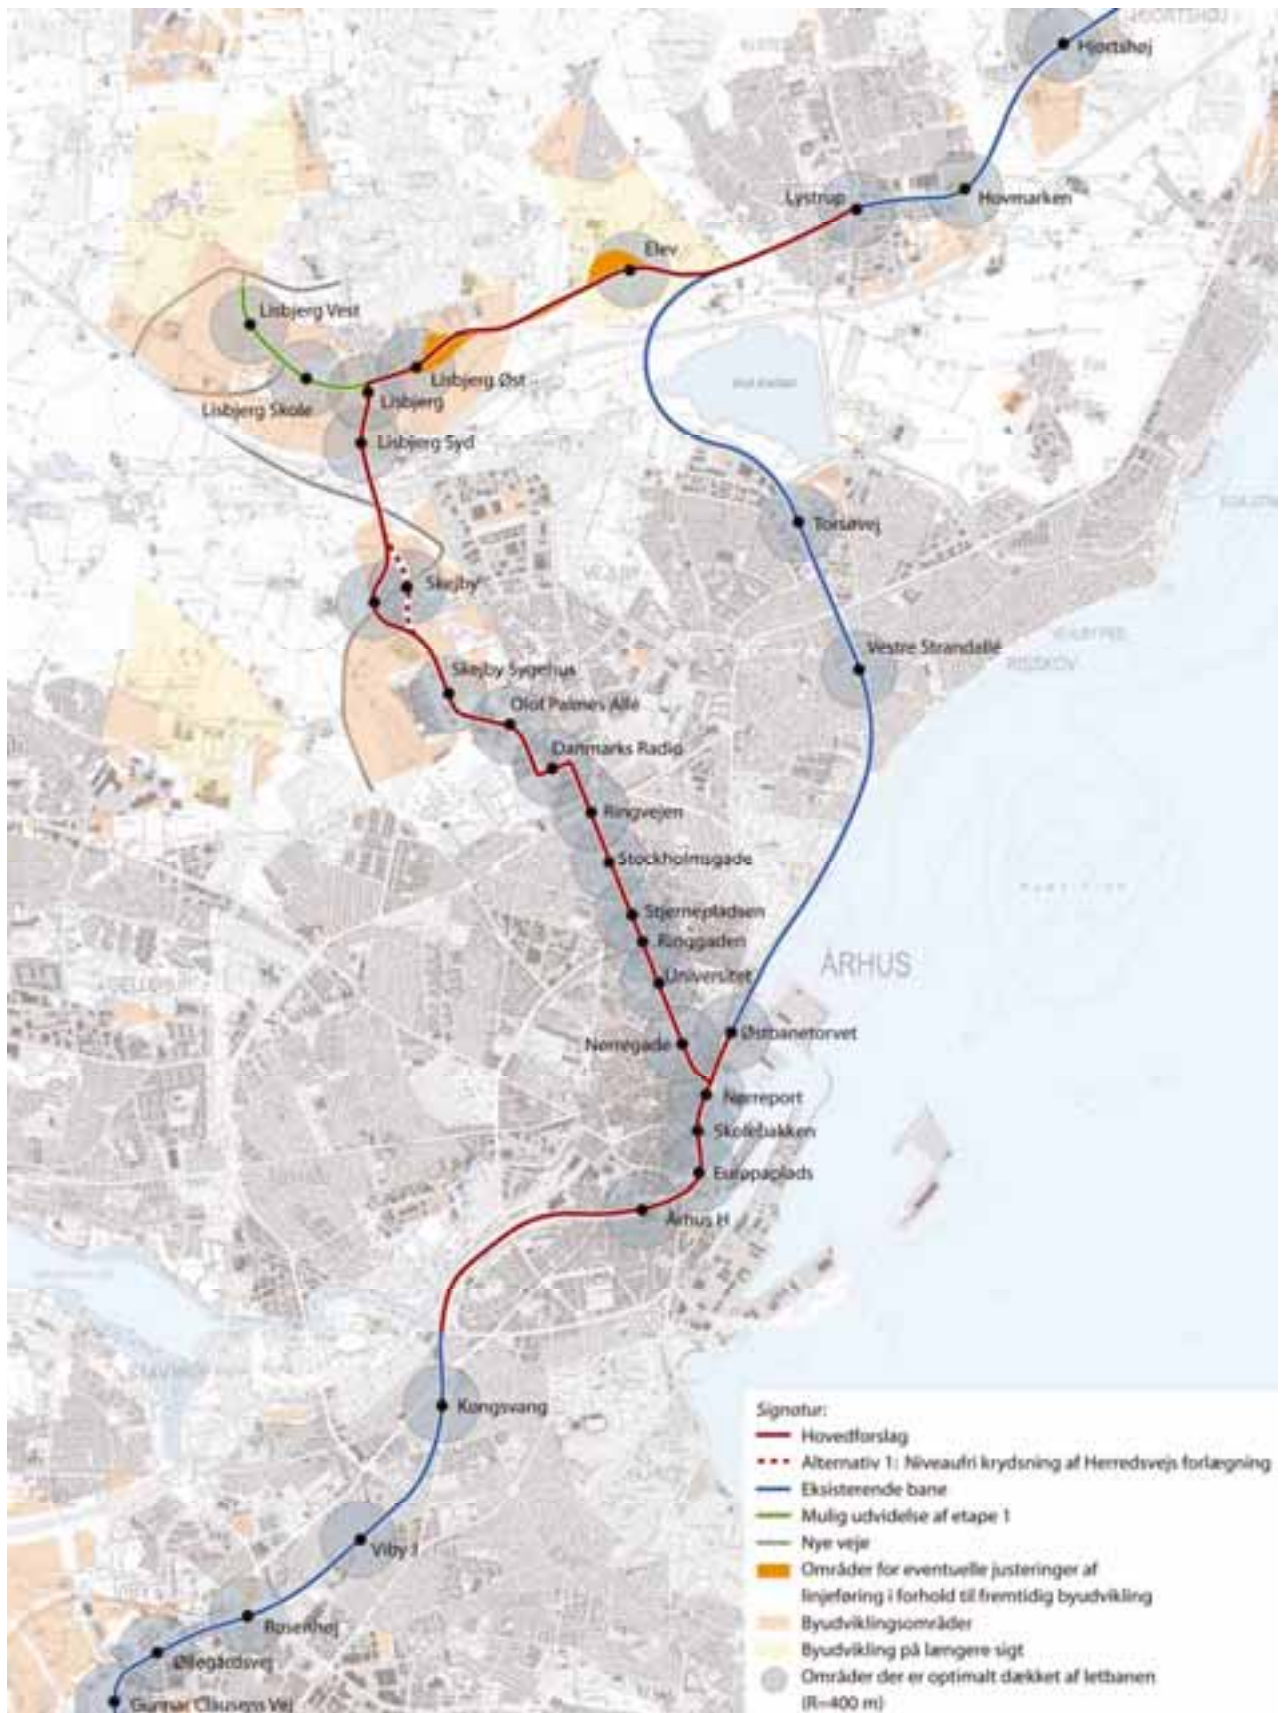 Hjortshøj
Lystrup
Hovmarken
Elev
Lisbjerg Vest
Lisbjerg Øst
Lisbjerg
Lisbjerg Skole
Lisbjerg Syd
Torsøvej
Skejby
Vestre Strandallé
RISSKOV
Skejby Sygehus
Olof Palmes Allé
Danmarks Radio
Ringvejen
Stockholmsgade
Stjernepladsen
Ringgaden
ÅRHUS
Universitet
Østbanetorvet
Nørregade
Nørreport
Skolebakken
Europaplads
Århus H
Kongsvang
Viby J
Rosenhøj
Øllegårdsvej
Gunnar Clausens Vej
Signatur:
Hovedforslag
Alternativ 1: Niveaufri krydsning af Herredsvejs forlægning
Eksisterende bane
Mulig udvidelse af etape 1
Nye veje
Områder for eventuelle justeringer af
linjeføring i forhold til fremtidig byudvikling
Byudviklingsområder
Byudvikling på længere sigt
Områder der er optimalt dækket af letbanen
(R=400 m)